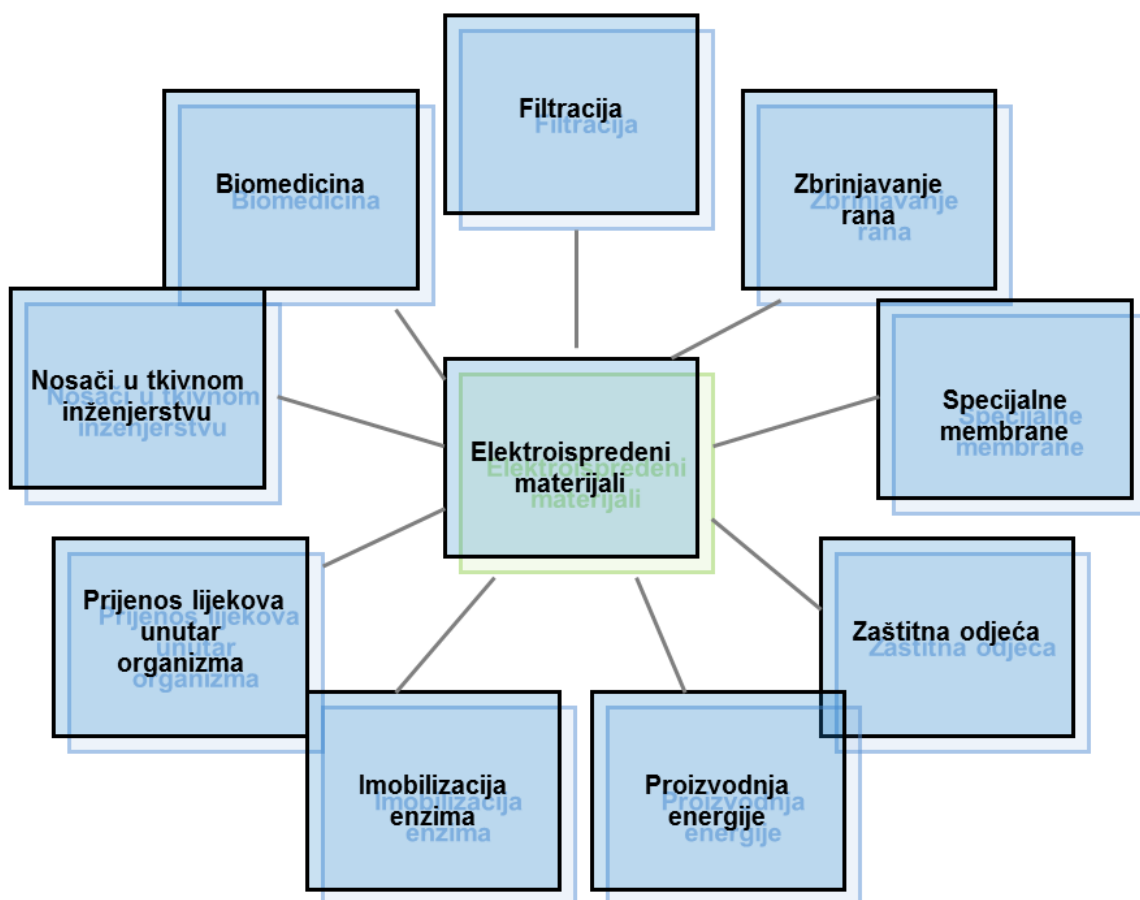 Filtracija
Biomedicina
Zbrinjavanje
rana
Nosači u tkivnom
inženjerstvu
Specijalne
membrane
Elektroispredeni
materijali
Prijenos lijekova
unutar
organizma
Zaštitna odjeća
Imobilizacija
enzima
Proizvodnja
energije